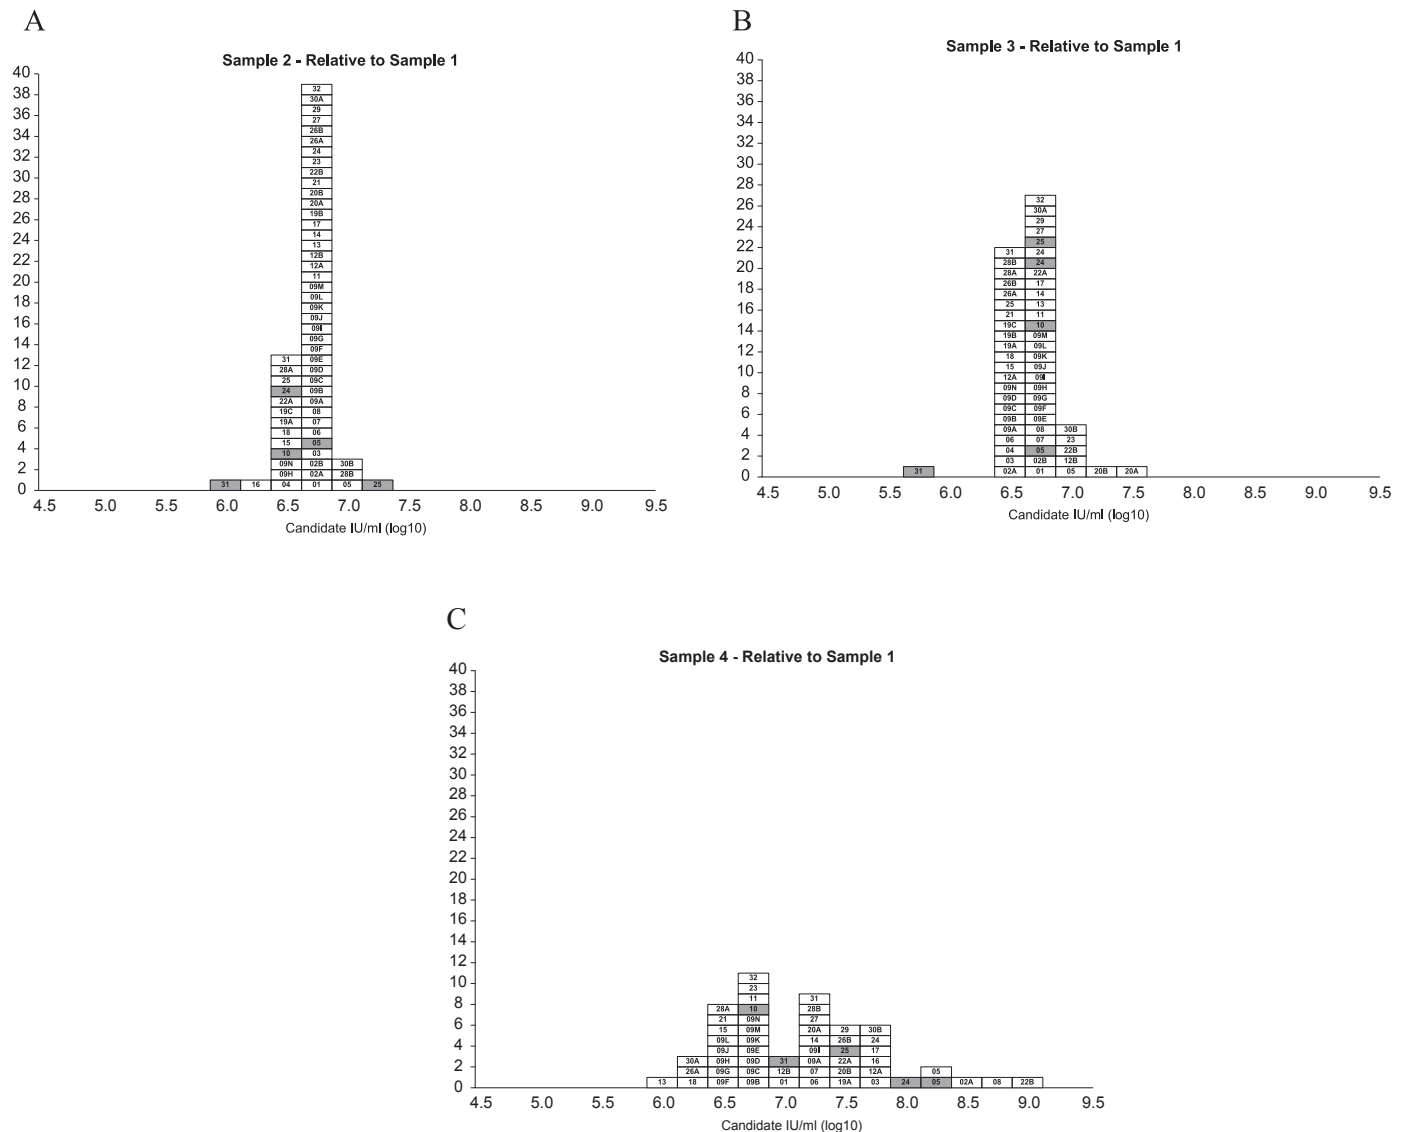 A
Sample 2 - Relative to Sample 1
40
38
36
34
32
30
28
26
24
22
20
18
16
14
12
10
8
6
4
2
0
31
16
31
28A
25
24
22A
19C
19A
18
15
10
09N
09H
04
32
30A
29
27
26B
26A
24
23
22B
21
20B
20A
19B
17
14
13
12B
12A
11
09M
09L
09K
09J
09I
09G
09F
09E
09D
09C
09B
09A
08
07
06
05
03
02B
02A
01
30B
28B
05
25
4.5 5.0 5.5 6.0 6.5 7.0 7.5 8.0 8.5 9.0 9.5
Candidate IU/ml (log10)
B
Sample 3 - Relative to Sample 1
40
38
36
34
32
30
28
26
24
22
20
18
16
14
12
10
8
6
4
2
0
31
31
28B
28A
26B
26A
25
21
19C
19B
19A
18
15
12A
09N
09D
09C
09B
09A
06
04
03
02A
32
30A
29
27
25
24
24
22A
17
14
13
11
10
09M
09L
09K
09J
09I
09H
09G
09F
09E
08
07
05
02B
01
30B
23
22B
12B
05
20B
20A
4.5 5.0 5.5 6.0 6.5 7.0 7.5 8.0 8.5 9.0 9.5
Candidate IU/ml (log10)
C
Sample 4 - Relative to Sample 1
40
38
36
34
32
30
28
26
24
22
20
18
16
14
12
10
8
6
4
2
0
13
30A
26A
18
28A
21
15
09L
09J
09H
09G
09F
32
23
11
10
09N
09M
09K
09E
09D
09C
09B
31
12B
01
31
28B
27
20A
14
09I
09A
07
06
29
26B
25
22A
20B
19A
30B
24
17
16
12A
03
24
05
05
02A
08
22B
4.5 5.0 5.5 6.0 6.5 7.0 7.5 8.0 8.5 9.0 9.5
Candidate IU/ml (log10)